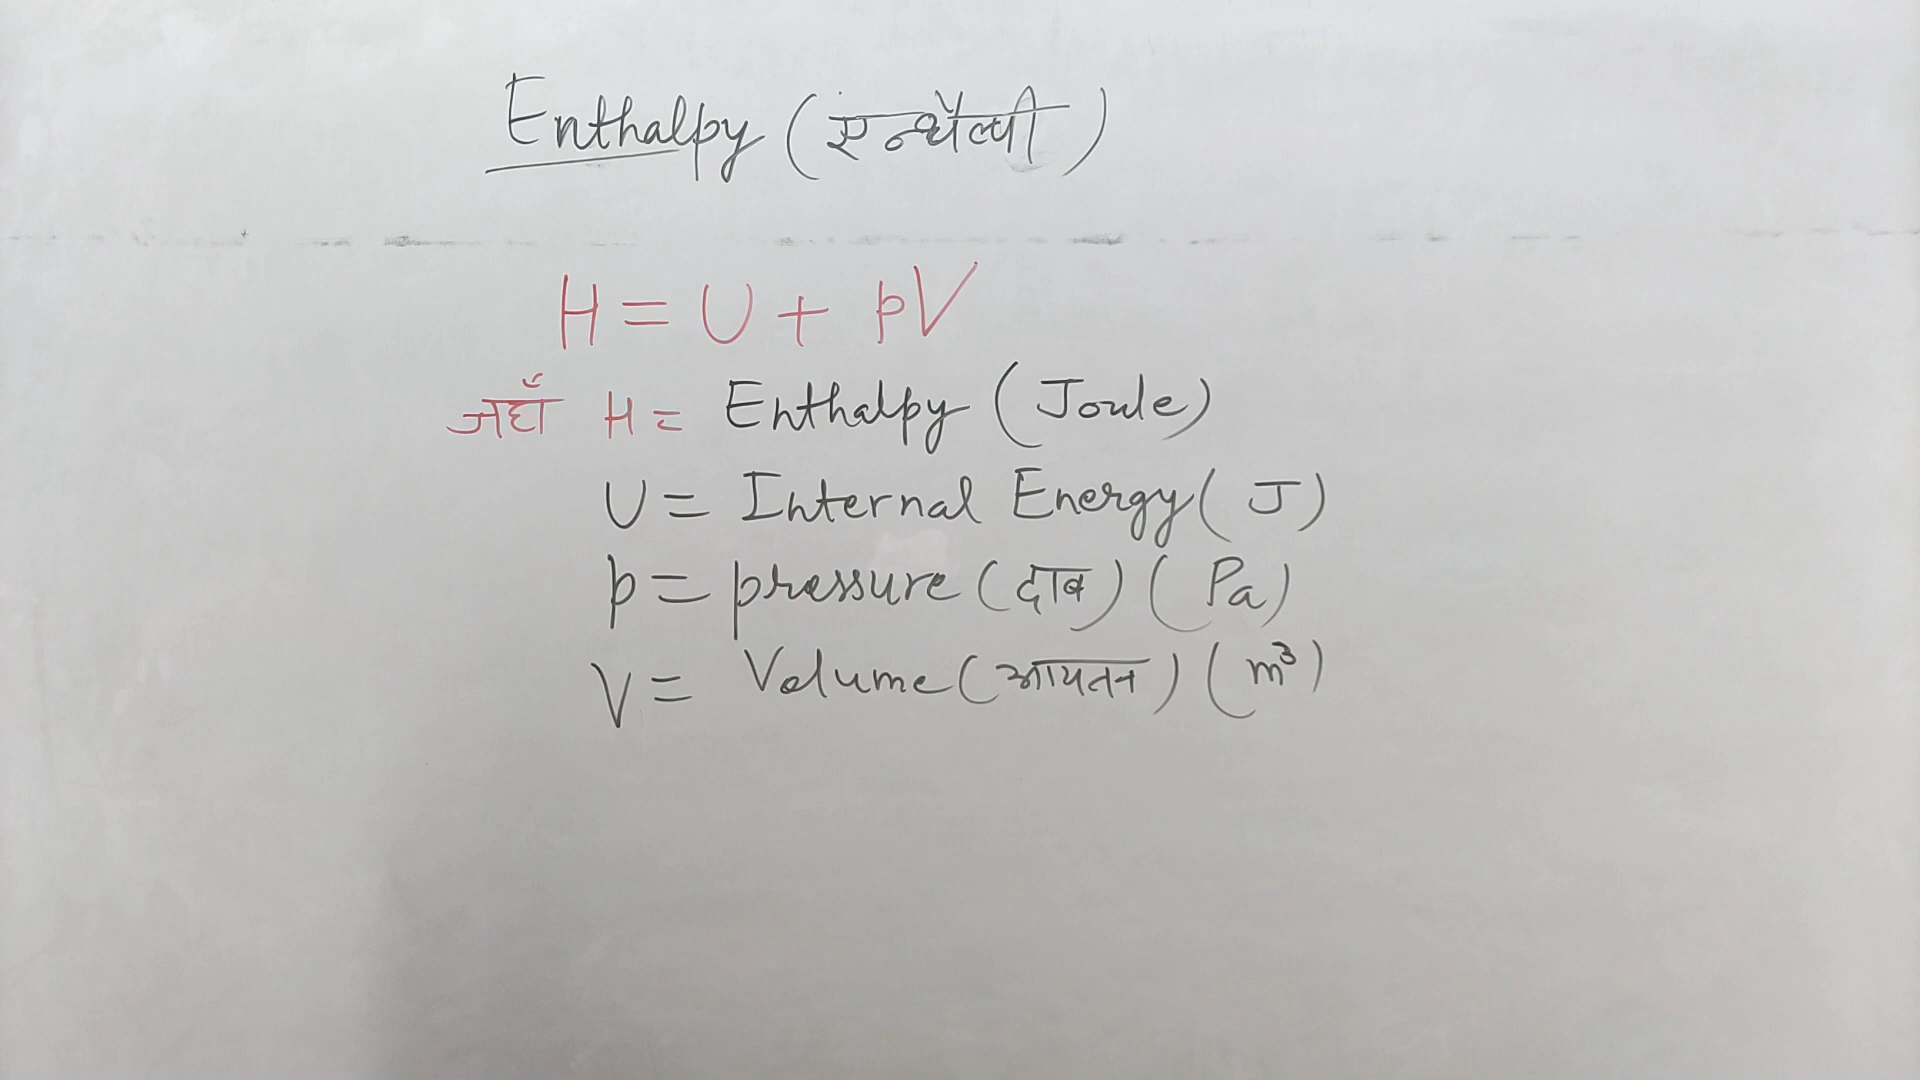 Enthalpy (एन्थैल्पी)
H = U + pV
जहाँ H = Enthalpy (Joule)
U = Internal Energy (J)
p = pressure (दाब) (Pa)
V = Volume (आयतन) (m³)